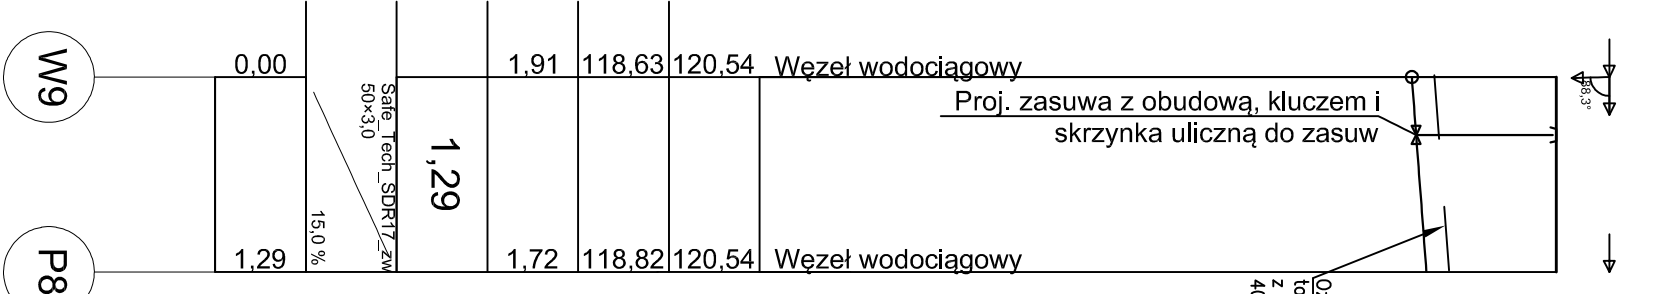 W9
0,00
1,91
118,63
120,54
Węzeł wodociągowy
Proj. zasuwa z obudową, kluczem i
skrzynka uliczną do zasuw
88,3°
Safe_Tech_SDR17_zw
50×3,0
1,29
15,0 %
P8
1,29
1,72
118,82
120,54
Węzeł wodociągowy
z